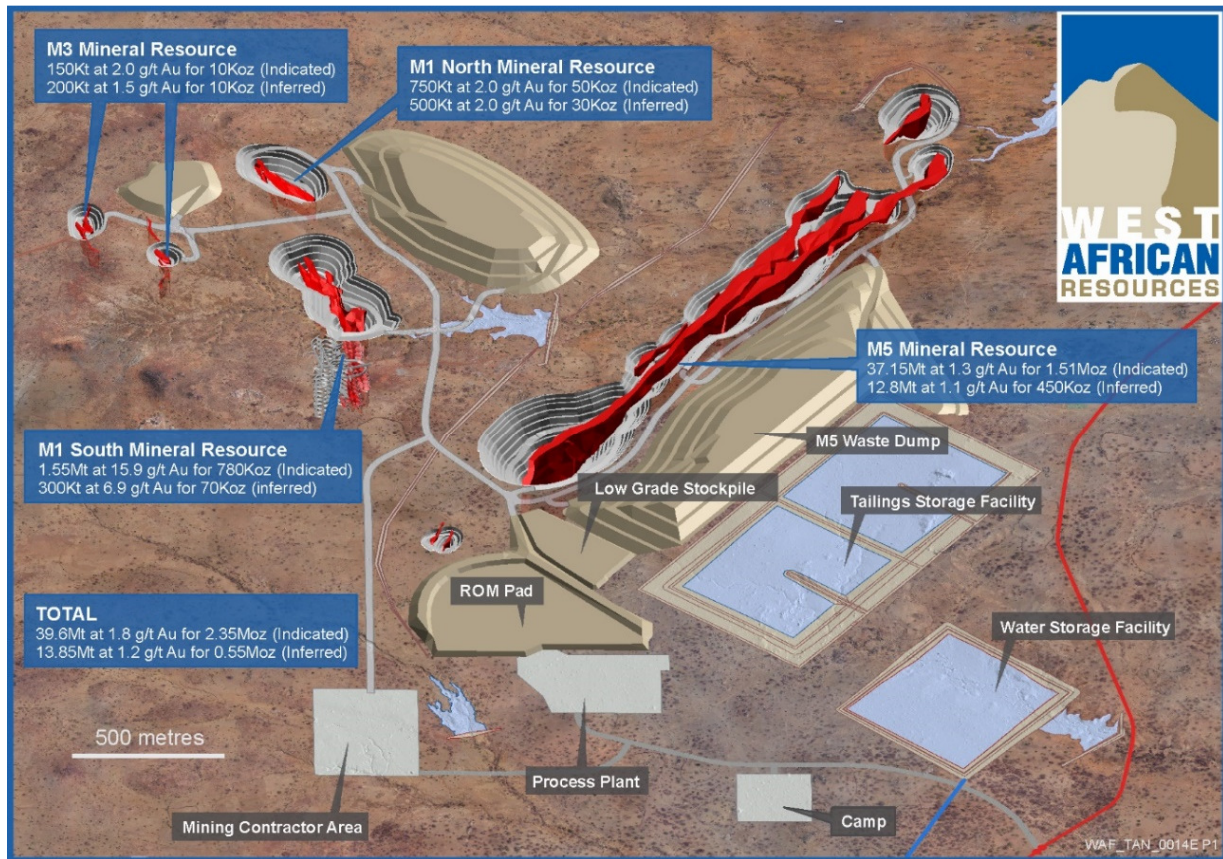 M3 Mineral Resource
150Kt at 2.0 g/t Au for 10Koz (Indicated)
200Kt at 1.5 g/t Au for 10Koz (Inferred)
M1 North Mineral Resource
750Kt at 2.0 g/t Au for 50Koz (Indicated)
500Kt at 2.0 g/t Au for 30Koz (Inferred)
WEST
AFRICAN
RESOURCES
M5 Mineral Resource
37.15Mt at 1.3 g/t Au for 1.51Moz (Indicated)
12.8Mt at 1.1 g/t Au for 450Koz (Inferred)
M1 South Mineral Resource
1.55Mt at 15.9 g/t Au for 780Koz (Indicated)
300Kt at 6.9 g/t Au for 70Koz (inferred)
M5 Waste Dump
Low Grade Stockpile
Tailings Storage Facility
ROM Pad
TOTAL
39.6Mt at 1.8 g/t Au for 2.35Moz (Indicated)
13.85Mt at 1.2 g/t Au for 0.55Moz (Inferred)
Water Storage Facility
500 metres
Process Plant
Mining Contractor Area
Camp
WAF_TAN_0014E P1